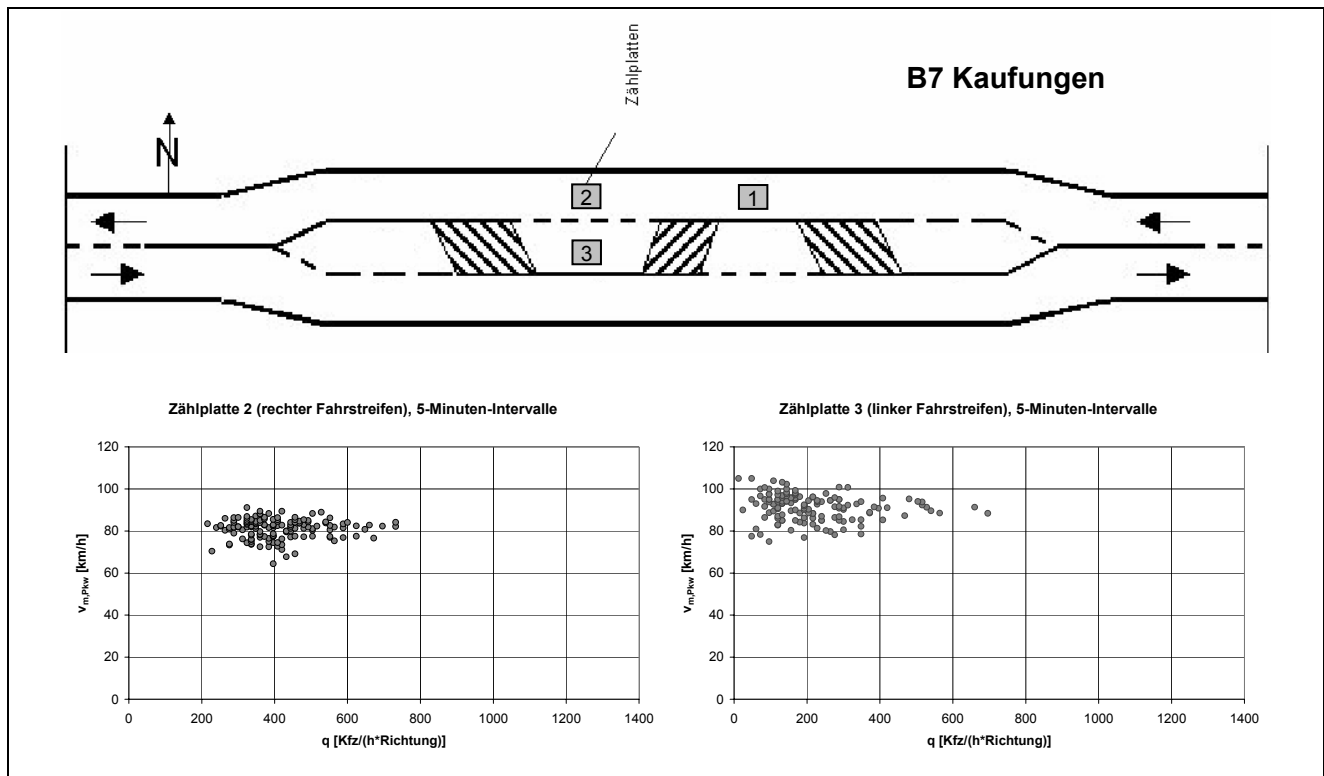 Zählplatten
B7 Kaufungen
N
2
1
3
Zählplatte 2 (rechter Fahrstreifen), 5-Minuten-Intervalle
120
100
80
60
40
20
0
v_m,Pkw [km/h]
0 200 400 600 800 1000 1200 1400
q [Kfz/(h*Richtung)]
Zählplatte 3 (linker Fahrstreifen), 5-Minuten-Intervalle
120
100
80
60
40
20
0
v_m,Pkw [km/h]
0 200 400 600 800 1000 1200 1400
q [Kfz/(h*Richtung)]